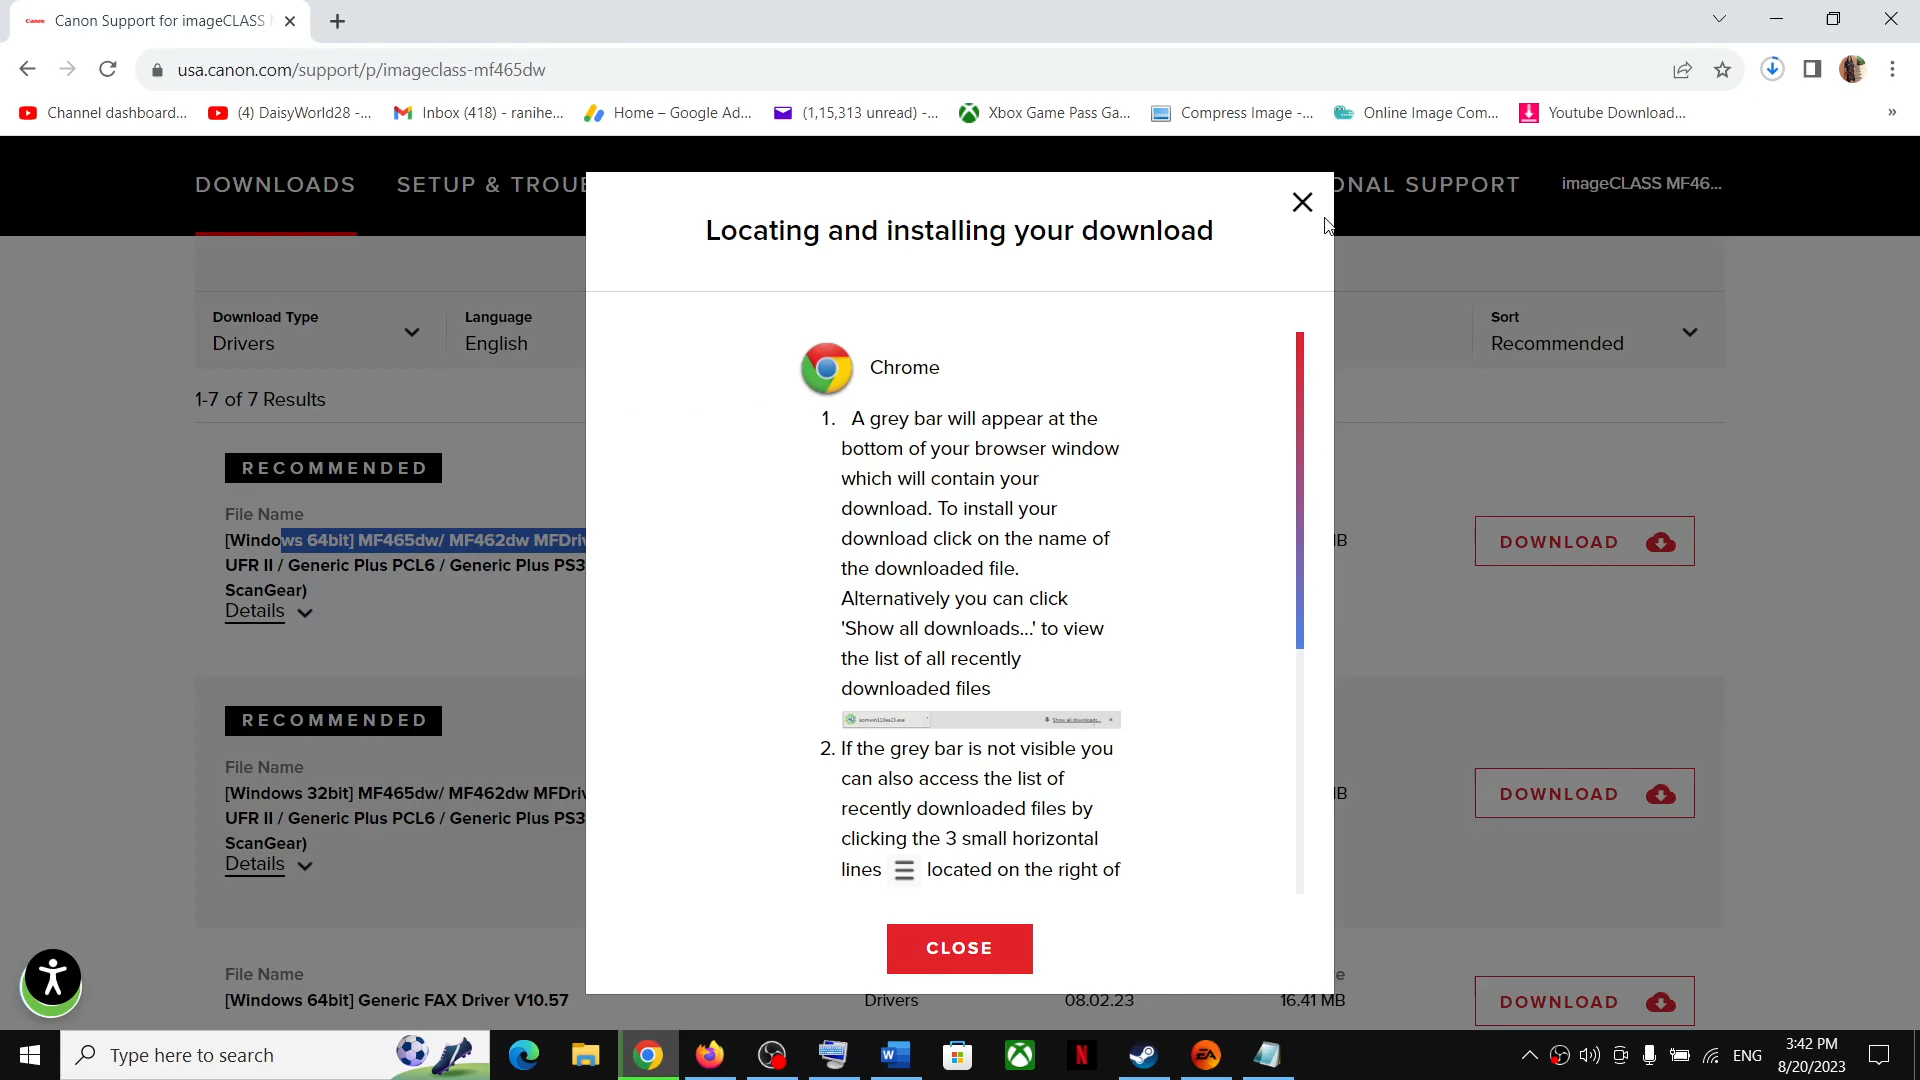 Canon Support for imageCLASS
usa.canon.com/support/p/imageclass-mf465dw
Channel dashboard...
(4) DaisyWorld28 -...
Inbox (418) - ranihe...
Home – Google Ad...
(1,15,313 unread) -...
Xbox Game Pass Ga...
Compress Image -...
Online Image Com...
Youtube Download...
»
DOWNLOADS
SETUP & TROU
ONAL SUPPORT
imageCLASS MF46...
Locating and installing your download
Download Type
Drivers
Language
English
Sort
Recommended
1-7 of 7 Results
Chrome
1. A grey bar will appear at the
bottom of your browser window
which will contain your
download. To install your
download click on the name of
the downloaded file.
Alternatively you can click
'Show all downloads...' to view
the list of all recently
downloaded files
Show all downloads...
2. If the grey bar is not visible you
can also access the list of
recently downloaded files by
clicking the 3 small horizontal
lines located on the right of
CLOSE
RECOMMENDED
File Name
[Windows 64bit] MF465dw/ MF462dw MFDriv
UFR II / Generic Plus PCL6 / Generic Plus PS3
ScanGear)
Details
B
DOWNLOAD
RECOMMENDED
File Name
[Windows 32bit] MF465dw/ MF462dw MFDriv
UFR II / Generic Plus PCL6 / Generic Plus PS3
ScanGear)
Details
MB
DOWNLOAD
File Name
[Windows 64bit] Generic FAX Driver V10.57
Drivers
08.02.23
e
16.41 MB
DOWNLOAD
Type here to search
ENG
3:42 PM
8/20/2023